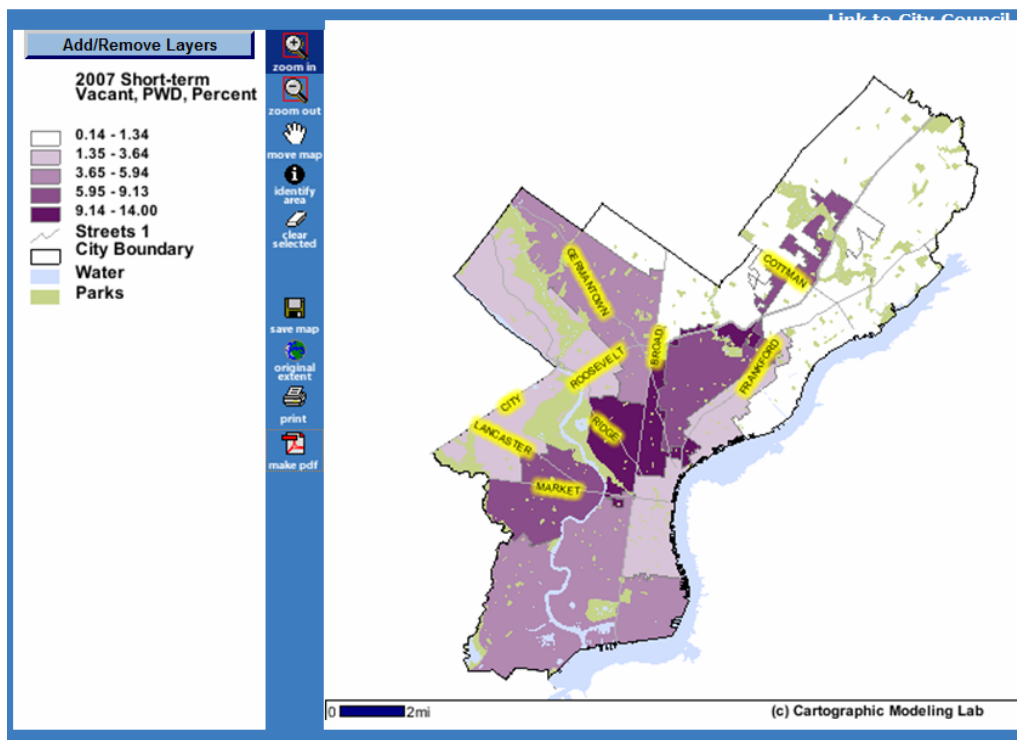 Link to City Council
Add/Remove Layers
2007 Short-term
Vacant, PWD, Percent
0.14 - 1.34
1.35 - 3.64
3.65 - 5.94
5.95 - 9.13
9.14 - 14.00
Streets 1
City Boundary
Water
Parks
zoom in
zoom out
move map
identify
area
clear
selected
save map
original
extent
print
make pdf
GERMANTOWN
COTTMAN
BROAD
ROOSEVELT
FRANKFORD
CITY
RIDGE
LANCASTER
MARKET
0 2mi
(c) Cartographic Modeling Lab